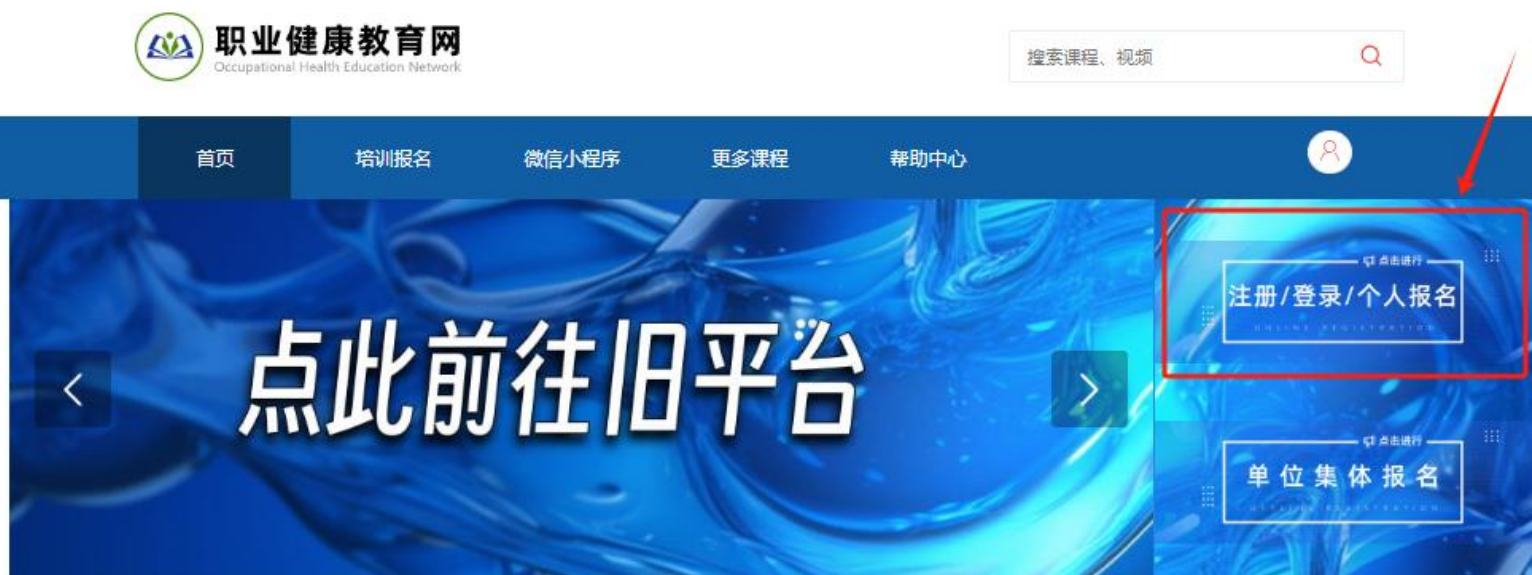 职业健康教育网
Occupational Health Education Network
搜索课程、视频
首页
培训报名
微信小程序
更多课程
帮助中心
点此前往旧平台
点击进行
注册/登录/个人报名
ONLINE REGISTRATION
点击进行
单位集体报名